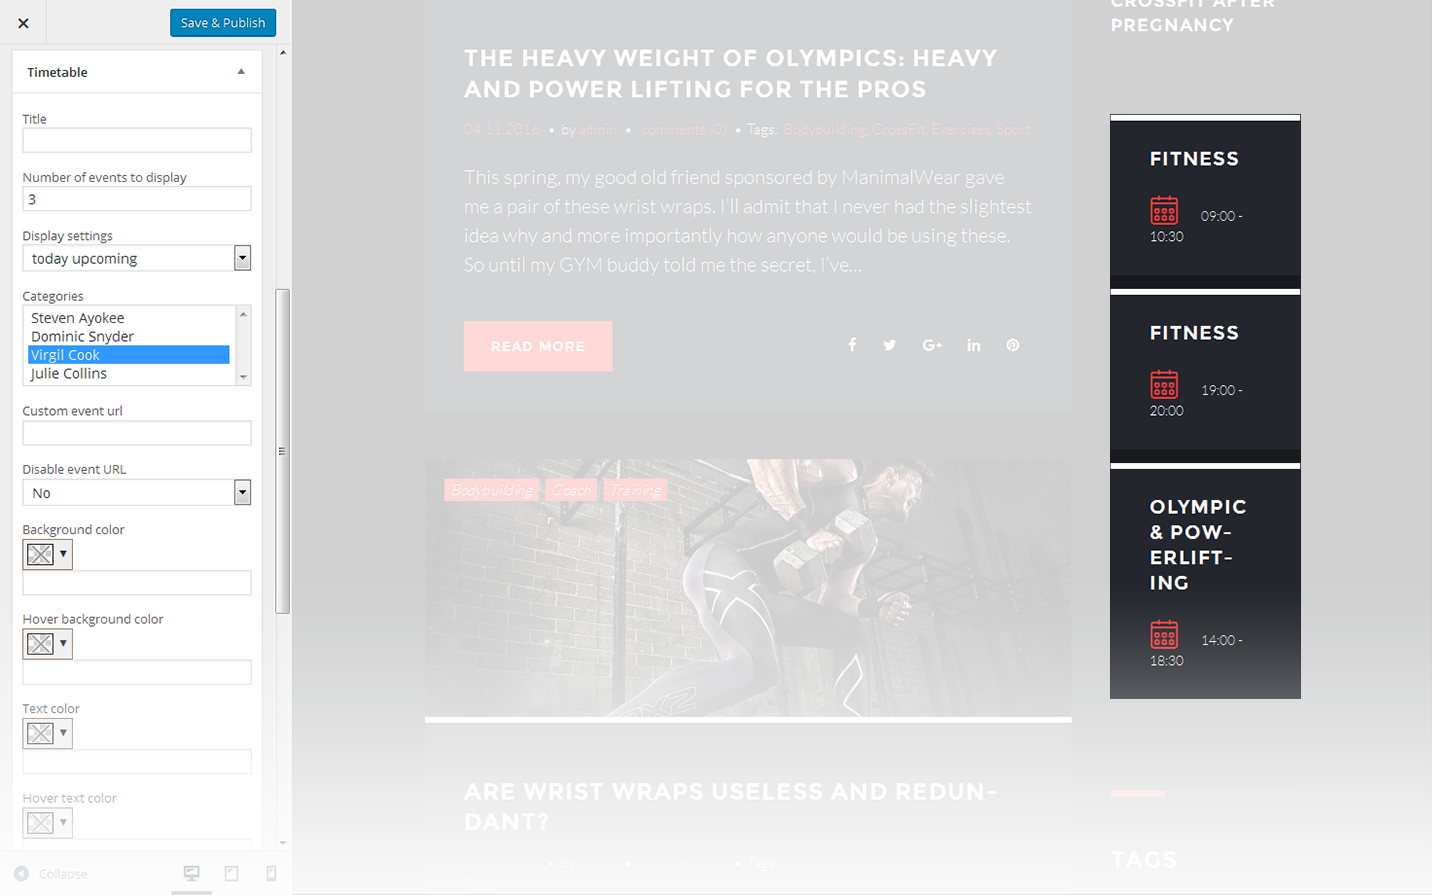 Save & Publish
Timetable
Title
Number of events to display
3
Display settings
today upcoming
Categories
Steven Ayokee
Dominic Snyder
Virgil Cook
Julie Collins
Custom event url
Disable event URL
No
Background color
Hover background color
Text color
Hover text color
Collapse
THE HEAVY WEIGHT OF OLYMPICS: HEAVY
AND POWER LIFTING FOR THE PROS
04.11.2016 • by admin • comments (0) • Tags: Bodybuilding, CrossFit, Exercises, Sport
This spring, my good old friend sponsored by ManimalWear gave
me a pair of these wrist wraps. I'll admit that I never had the slightest
idea why and more importantly how anyone would be using these.
So until my GYM buddy told me the secret, I've...
READ MORE
Bodybuilding Coach Training
ARE WRIST WRAPS USELESS AND REDUN-
DANT?
• by • • Tags:
CROSSFIT AFTER
PREGNANCY
FITNESS
09:00 -
10:30
FITNESS
19:00 -
20:00
OLYMPIC
& POW-
ERLIFT-
ING
14:00 -
18:30
TAGS